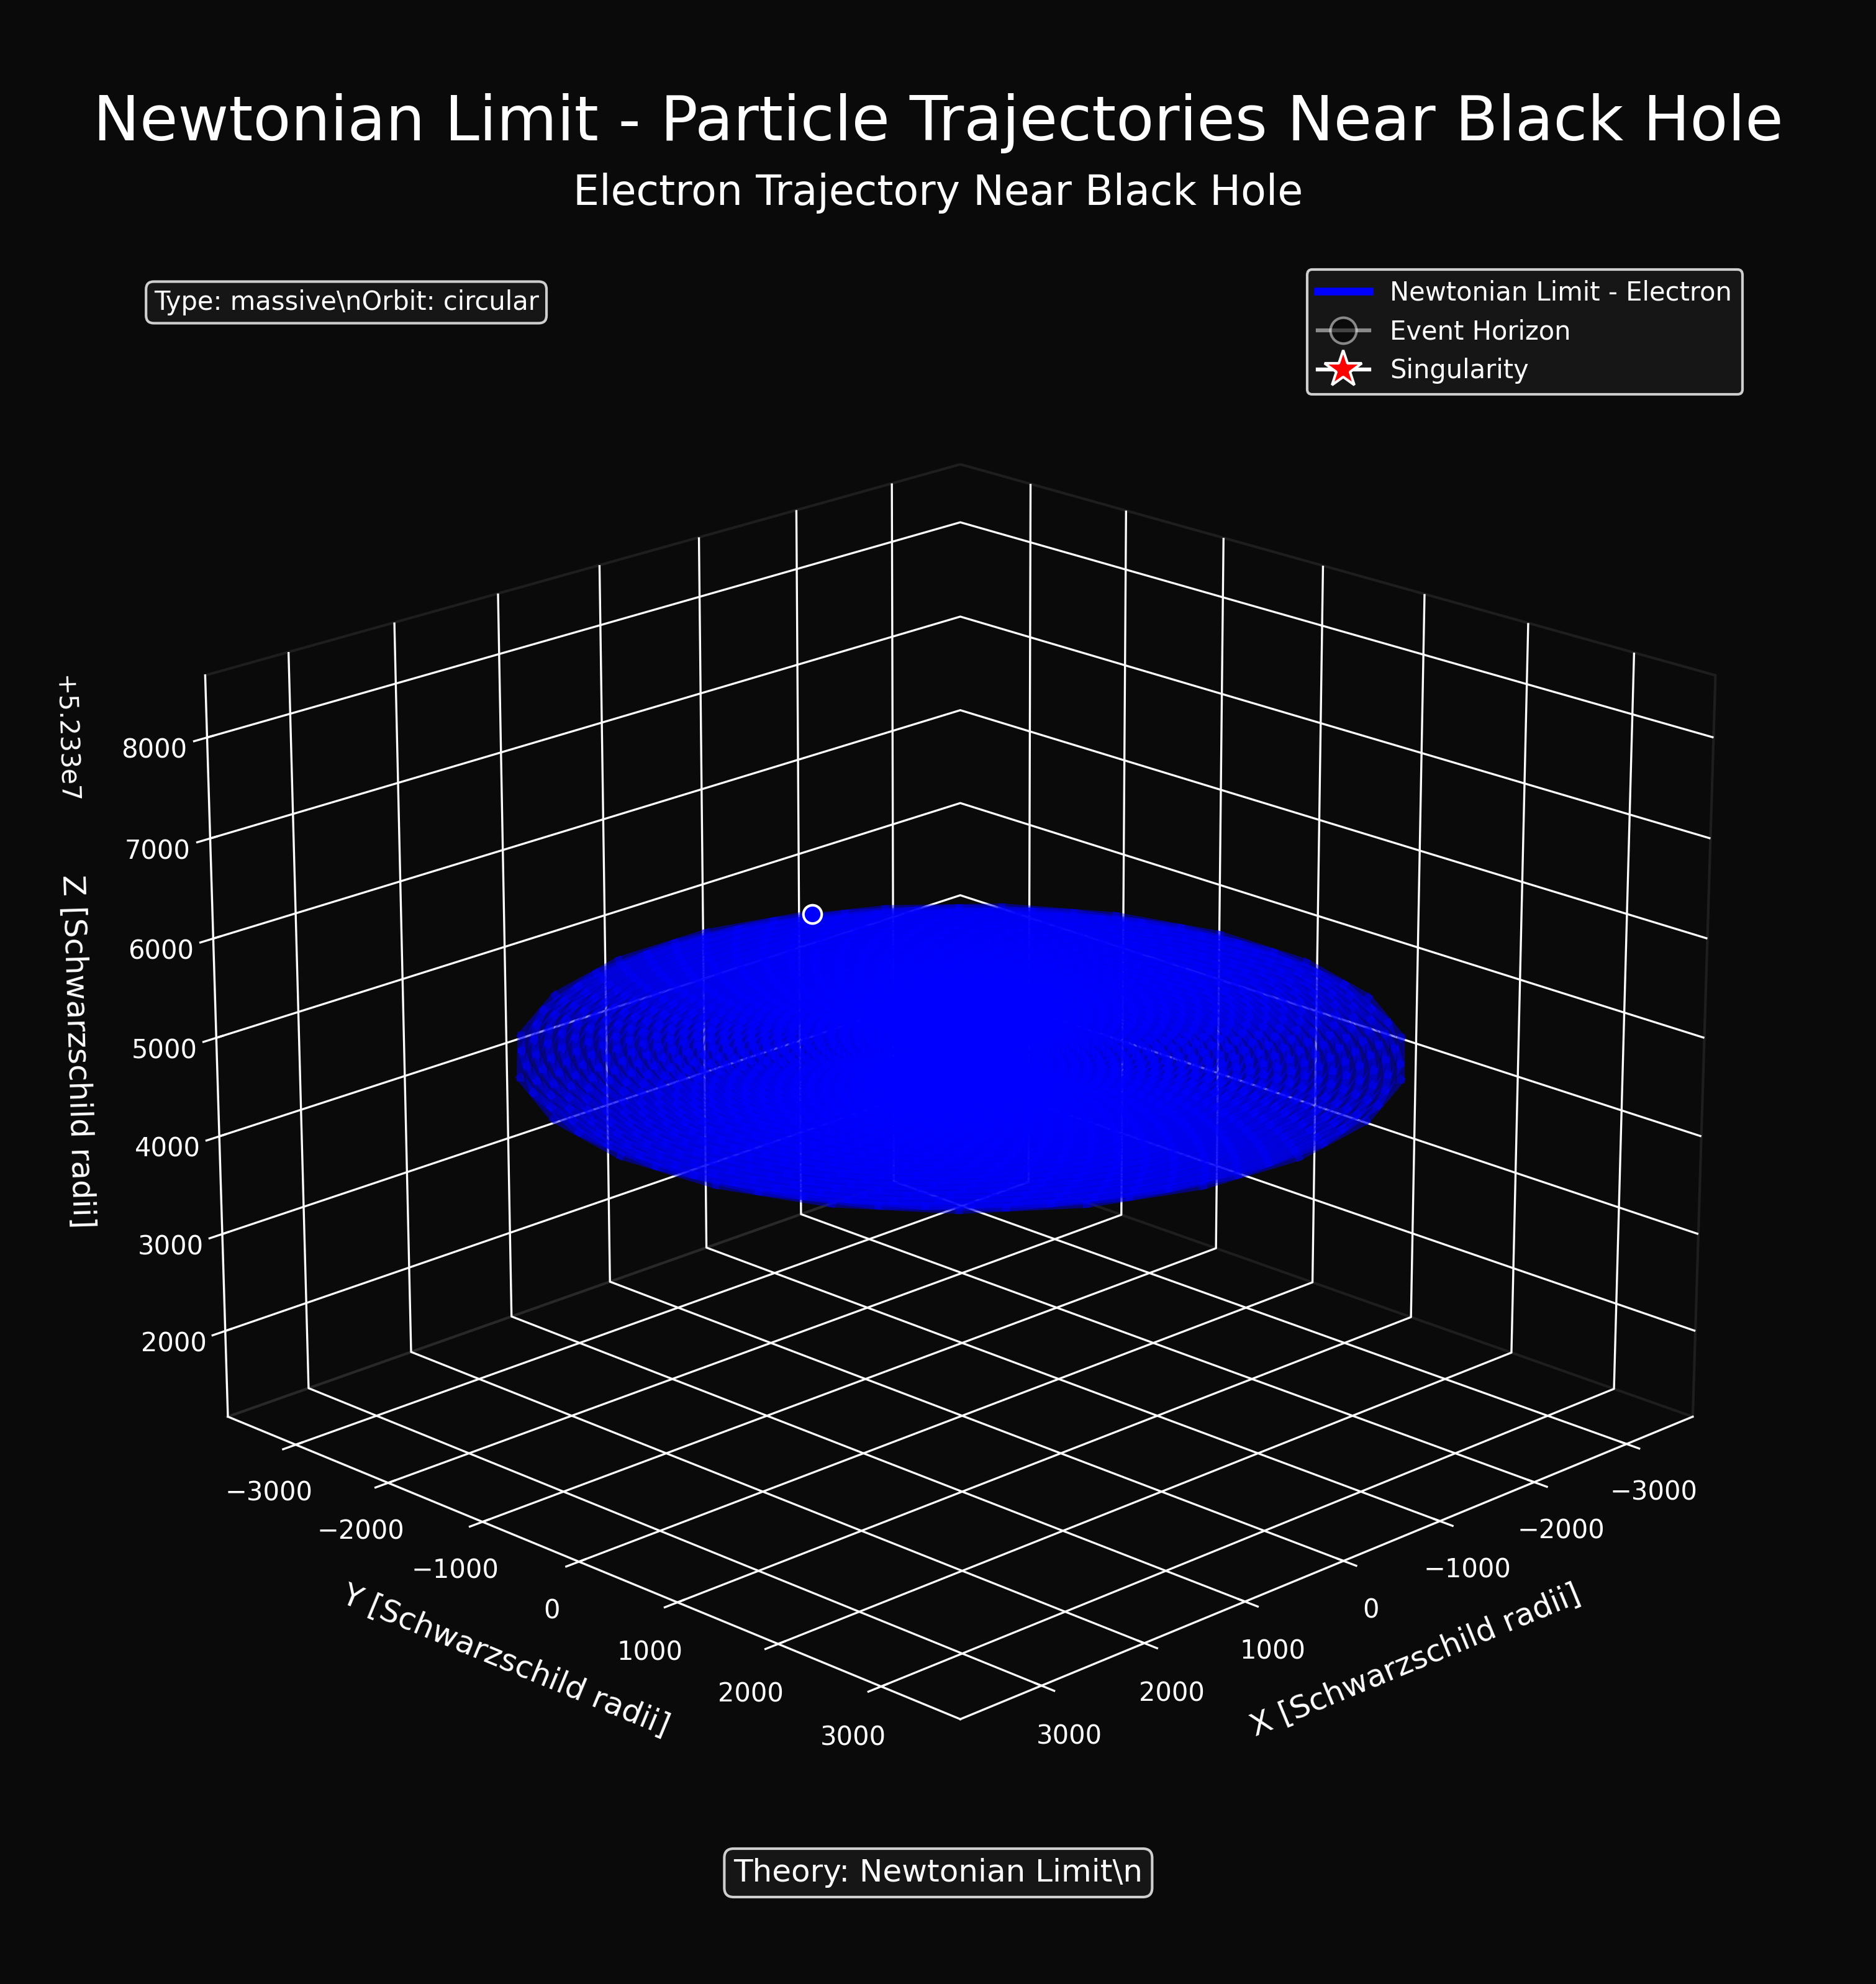 Newtonian Limit - Particle Trajectories Near Black Hole
Electron Trajectory Near Black Hole
Type: massive\nOrbit: circular
Newtonian Limit - Electron
Event Horizon
Singularity
+5.233e7
Z [Schwarzschild radii]
8000
7000
6000
5000
4000
3000
2000
−3000
−2000
−1000
0
1000
2000
3000
Y [Schwarzschild radii]
−3000
−2000
−1000
0
1000
2000
3000
X [Schwarzschild radii]
Theory: Newtonian Limit\n